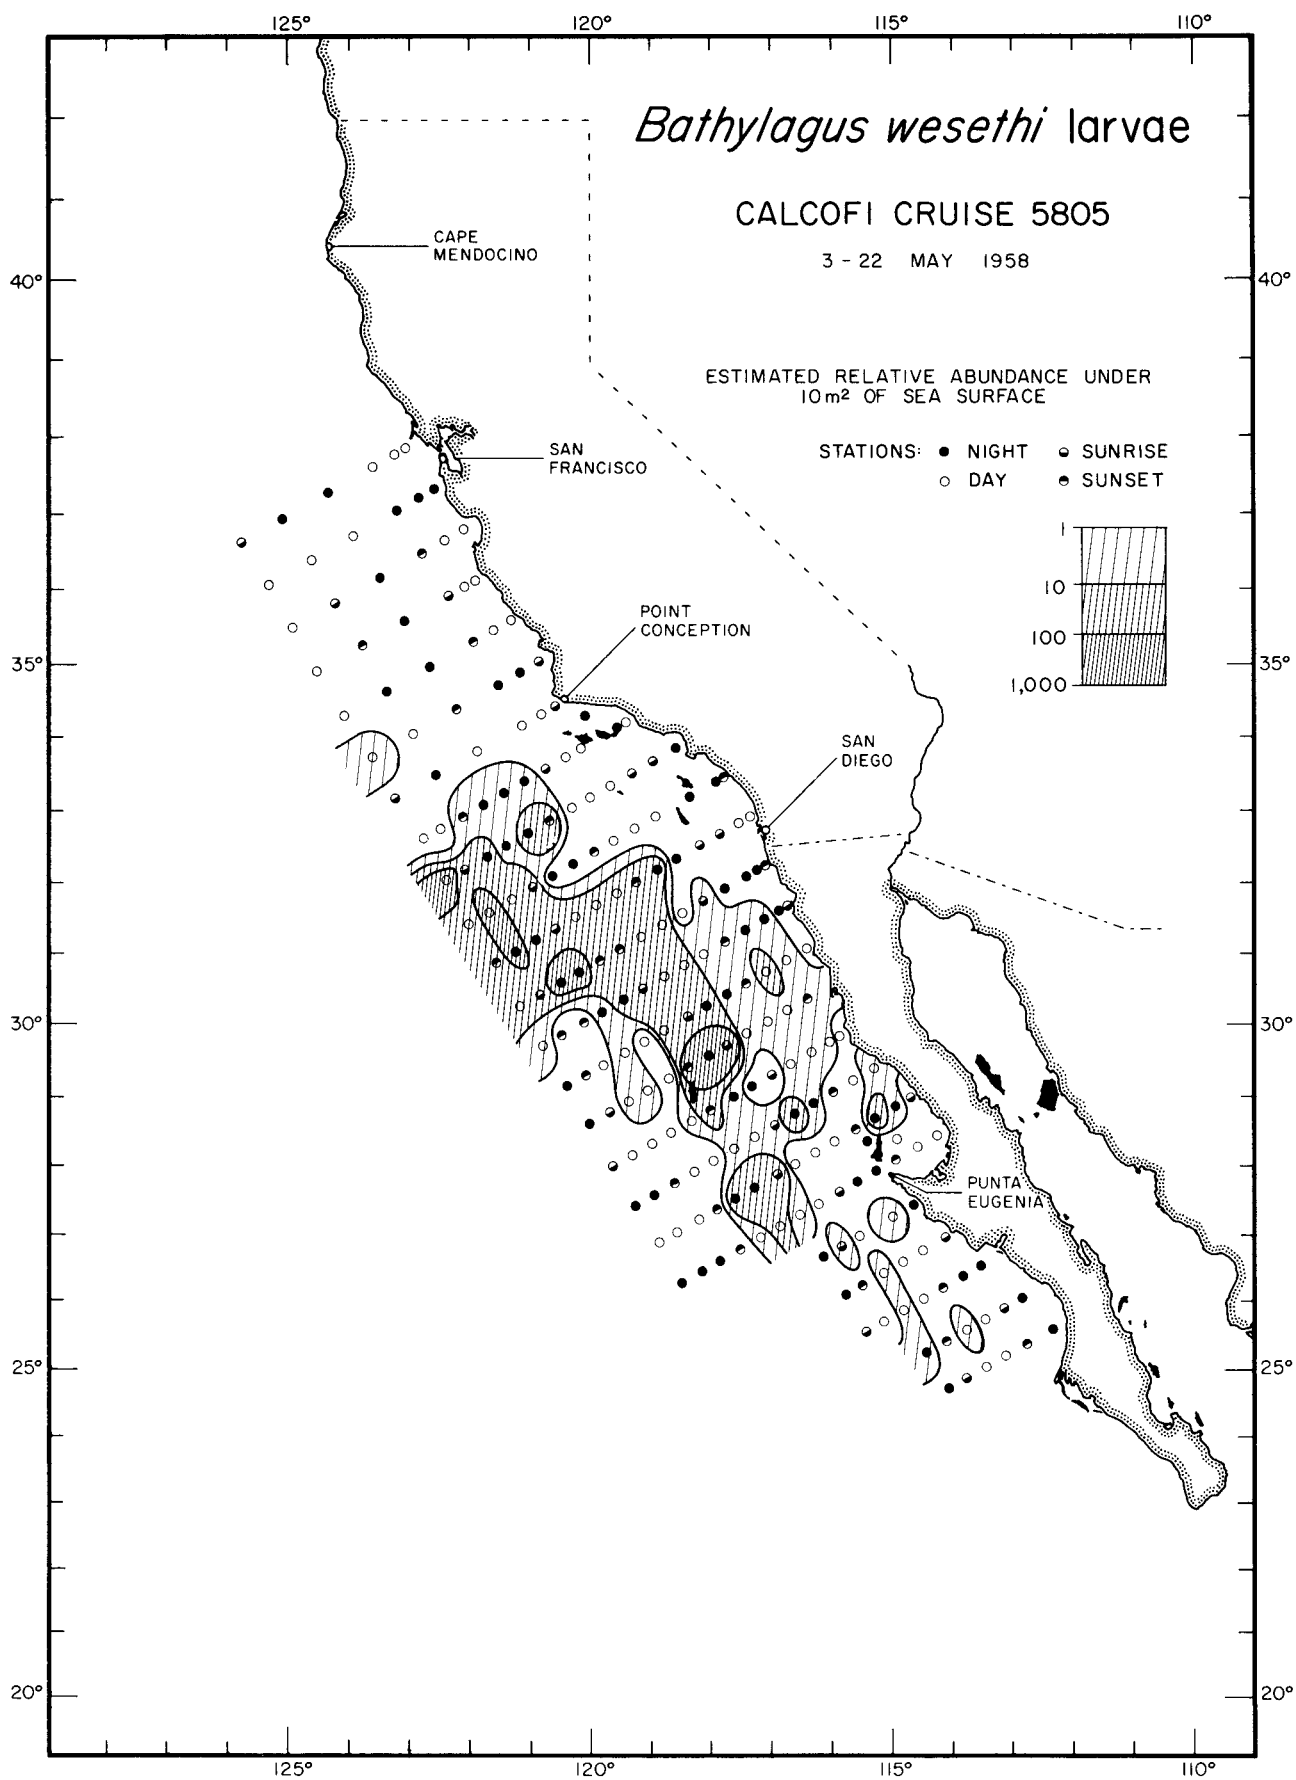 125° 120° 115° 110°
Bathylagus wesethi larvae
CALCOFI CRUISE 5805
3 - 22 MAY 1958
CAPE
MENDOCINO
40° 40°
ESTIMATED RELATIVE ABUNDANCE UNDER
10m² OF SEA SURFACE
STATIONS: ● NIGHT ◒ SUNRISE
○ DAY ◓ SUNSET
SAN
FRANCISCO
1
10
100
1,000
POINT
CONCEPTION
35° 35°
SAN
DIEGO
30° 30°
PUNTA
EUGENIA
25° 25°
20° 20°
125° 120° 115° 110°